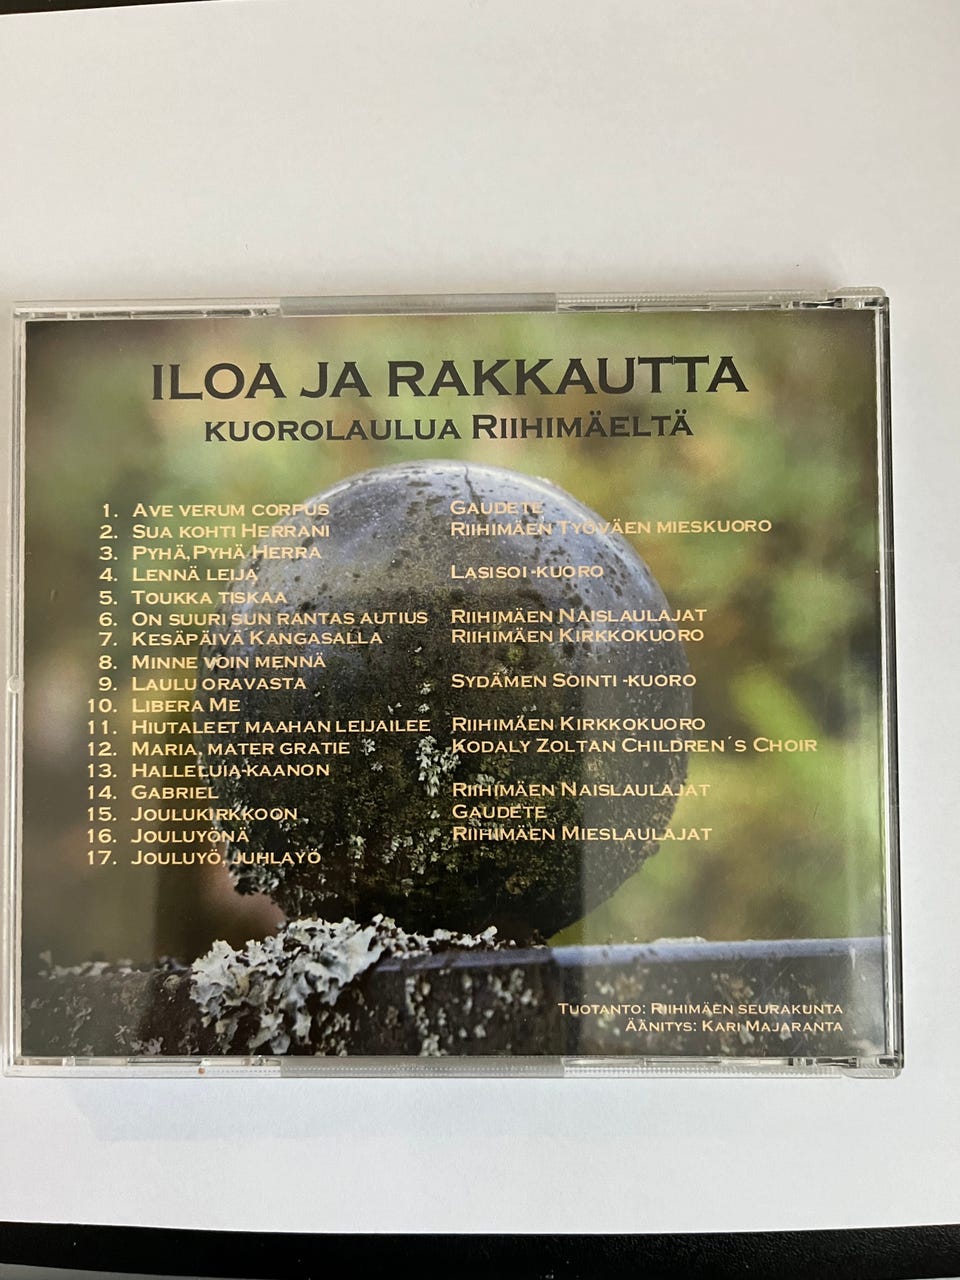 ILOA JA RAKKAUTTA
KUOROLAULUA RIIHIMÄELTÄ
1. AVE VERUM CORPUS GAUDETE
2. SUA KOHTI HERRANI RIIHIMÄEN TYÖVÄEN MIESKUORO
3. PYHÄ,PYHÄ HERRA
4. LENNÄ LEIJA LASISOI-KUORO
5. TOUKKA TISKAA
6. ON SUURI SUN RANTAS AUTIUS RIIHIMÄEN NAISLAULAJAT
7. KESÄPÄIVÄ KANGASALLA RIIHIMÄEN KIRKKOKUORO
8. MINNE VOIN MENNÄ
9. LAULU ORAVASTA SYDÄMEN SOINTI -KUORO
10. LIBERA ME
11. HIUTALEET MAAHAN LEIJAILEE RIIHIMÄEN KIRKKOKUORO
12. MARIA, MATER GRATIE KODALY ZOLTAN CHILDREN´S CHOIR
13. HALLELUIA-KAANON
14. GABRIEL RIIHIMÄEN NAISLAULAJAT
15. JOULUKIRKKOON GAUDETE
16. JOULUYÖNÄ RIIHIMÄEN MIESLAULAJAT
17. JOULUYÖ, JUHLAYÖ
TUOTANTO: RIIHIMÄEN SEURAKUNTA
ÄÄNITYS: KARI MAJARANTA